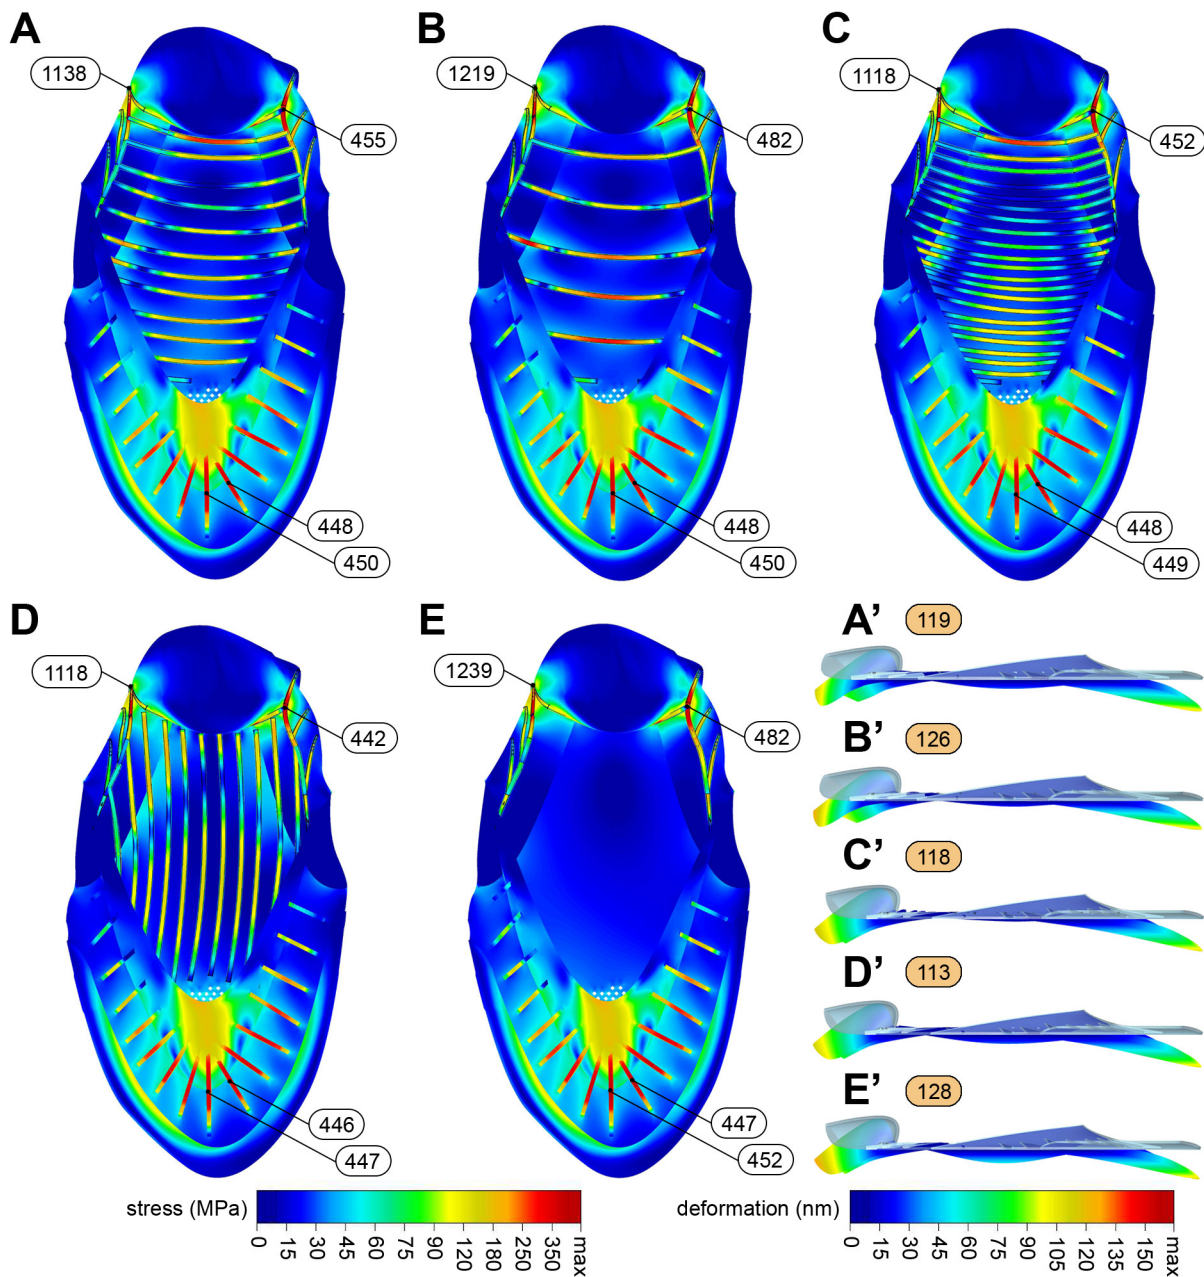 A
B
C
1138
1219
1118
455
482
452
448
450
448
450
448
449
D
E
A’ 119
1118
1239
442
482
B’ 126
C’ 118
D’ 113
E’ 128
446
447
447
452
stress (MPa)
0 15 30 45 60 75 90 120 180 250 350 max
deformation (nm)
0 15 30 45 60 75 90 105 120 135 150 max